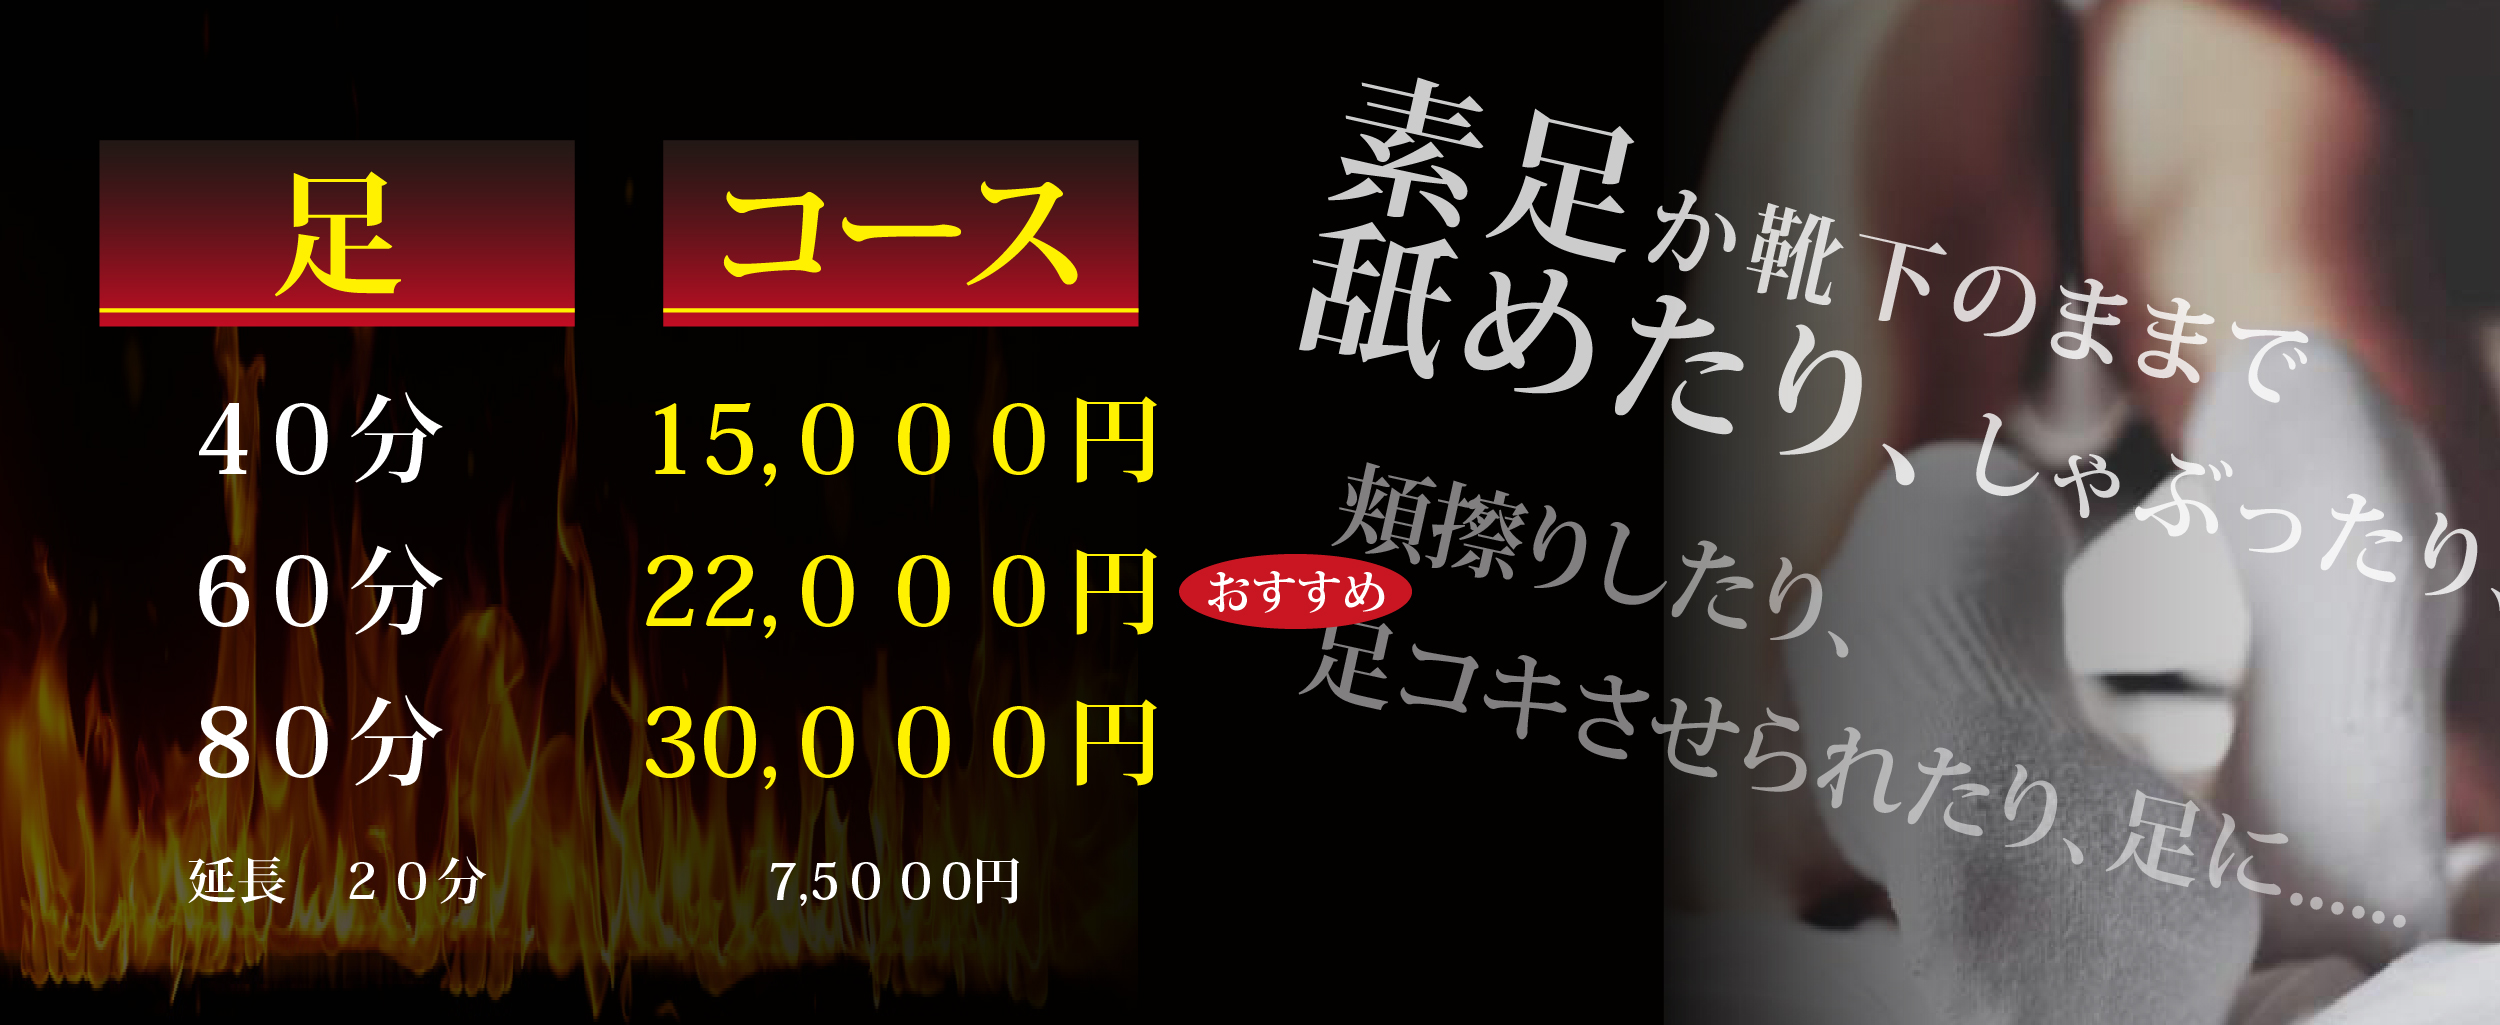 足 コース
40分 15,000円
60分 22,000円 おすすめ
80分 30,000円
延長 20分 7,5000円
素足か靴下のままで
舐めたり、しゃぶったり、
頬擦りしたり、
足コキさせられたり、足に.......